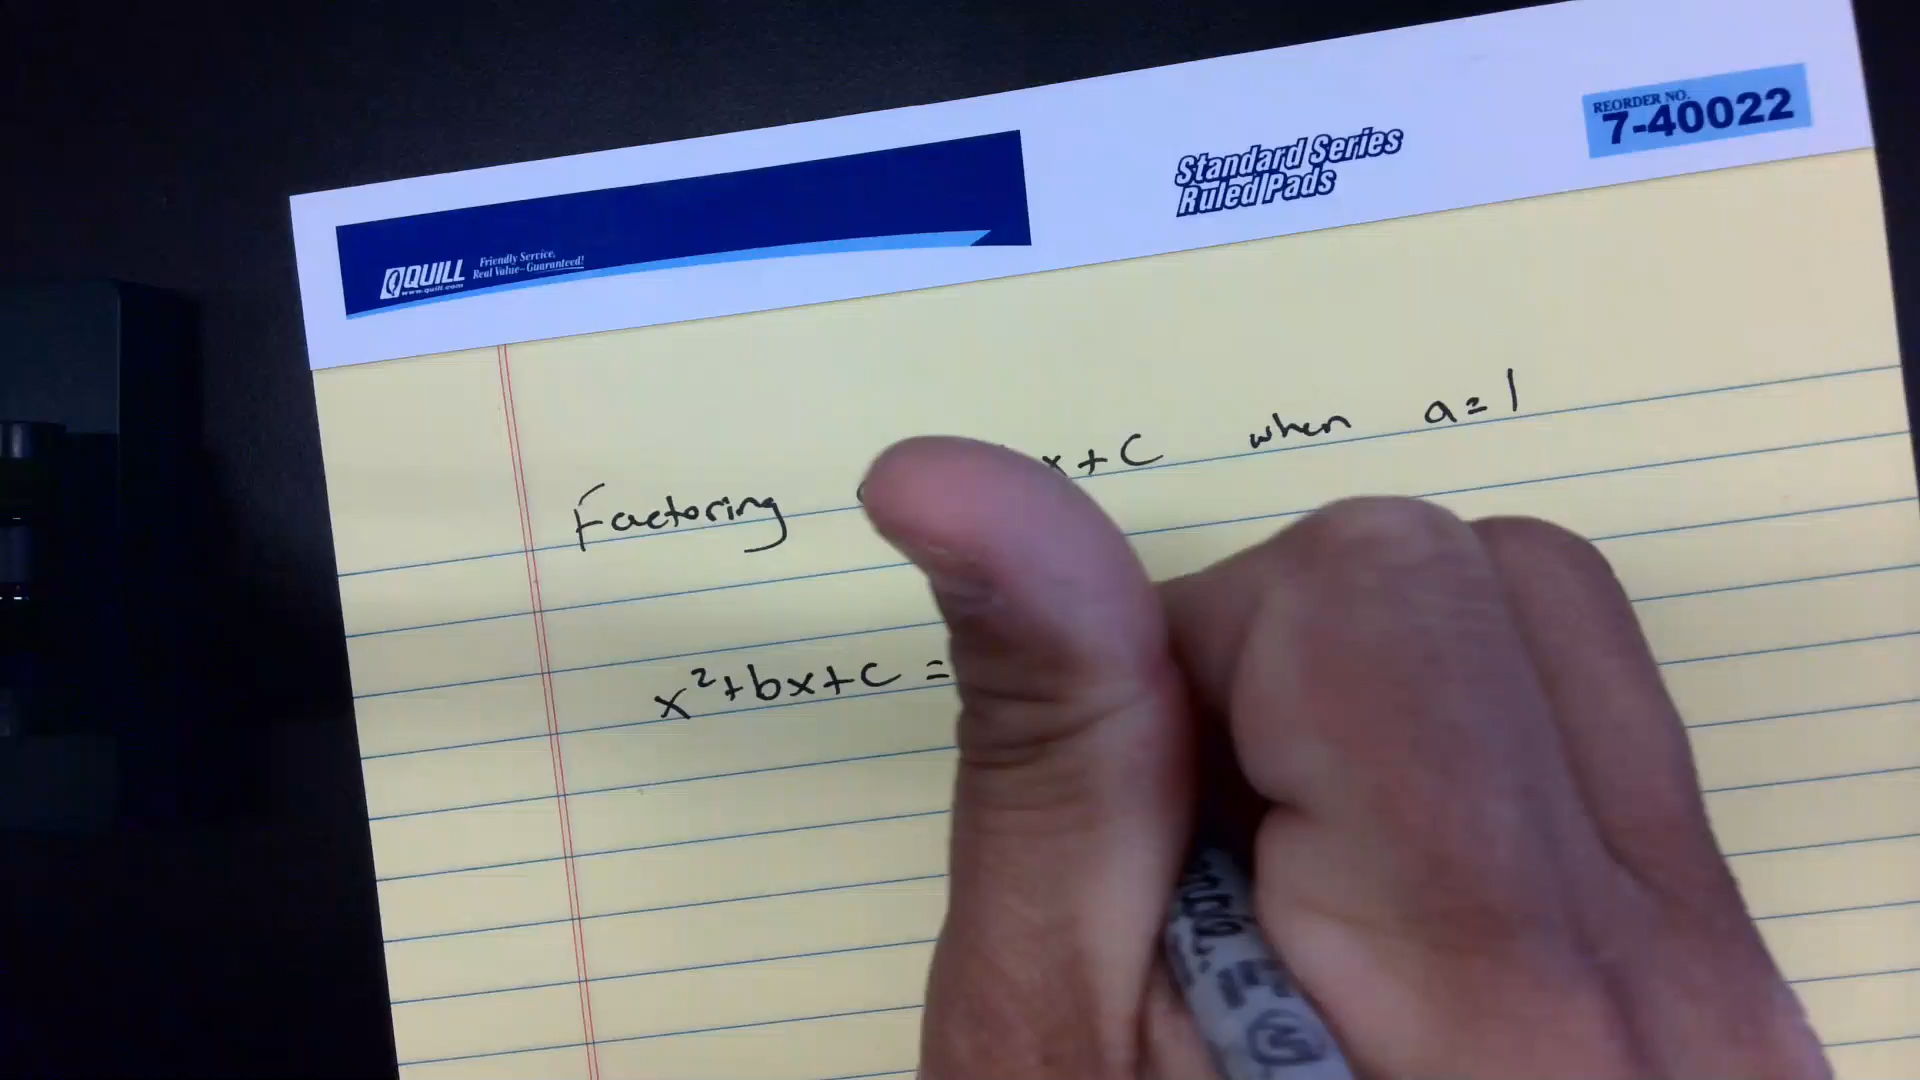 REORDER NO.
7-40022
Standard Series
Ruled Pads
QUILL
www.quill.com
Friendly Service,
Real Value–Guaranteed!
Factoring x + C when a = 1
x² + bx + c =